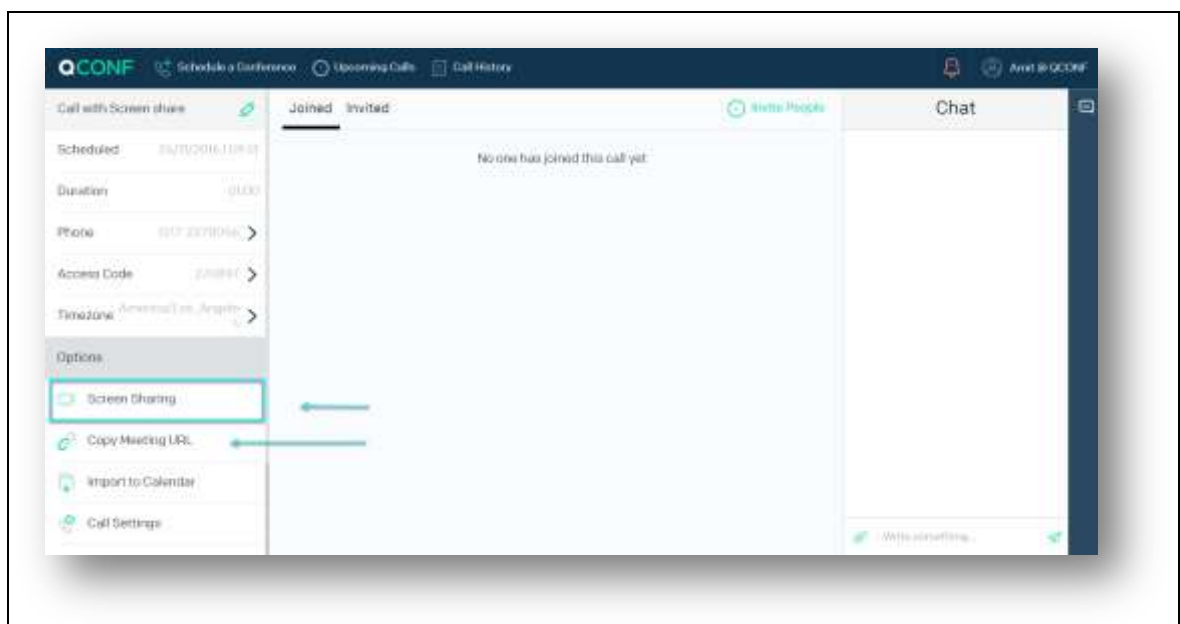 QCONF Schedule a Conference Upcoming Calls Call History Amit @ QCONF
Call with Screen share
Joined Invited
Invite People
Chat
Scheduled
No one has joined this call yet
Duration
Phone
Access Code
Timezone
Options
Screen Sharing
Copy Meeting URL
Import to Calendar
Call Settings
Write something...